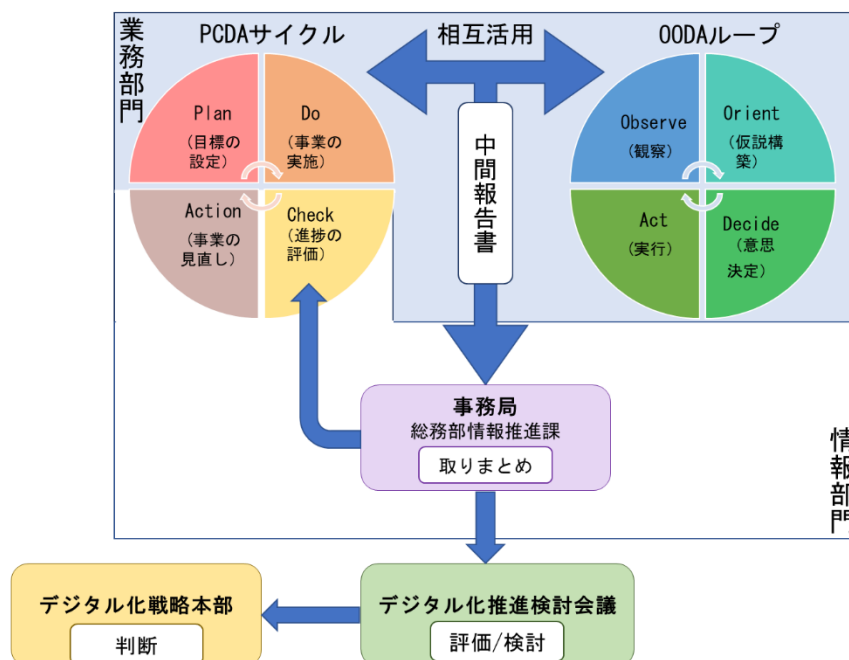 業務部門
PCDAサイクル
相互活用
OODAループ
Plan
(目標の
設定)
Do
(事業の
実施)
Action
(事業の
見直し)
Check
(進捗の
評価)
中間報告書
Observe
(観察)
Orient
(仮説構
築)
Act
(実行)
Decide
(意思
決定)
事務局
総務部情報推進課
取りまとめ
情報部門
デジタル化戦略本部
判断
デジタル化推進検討会議
評価/検討